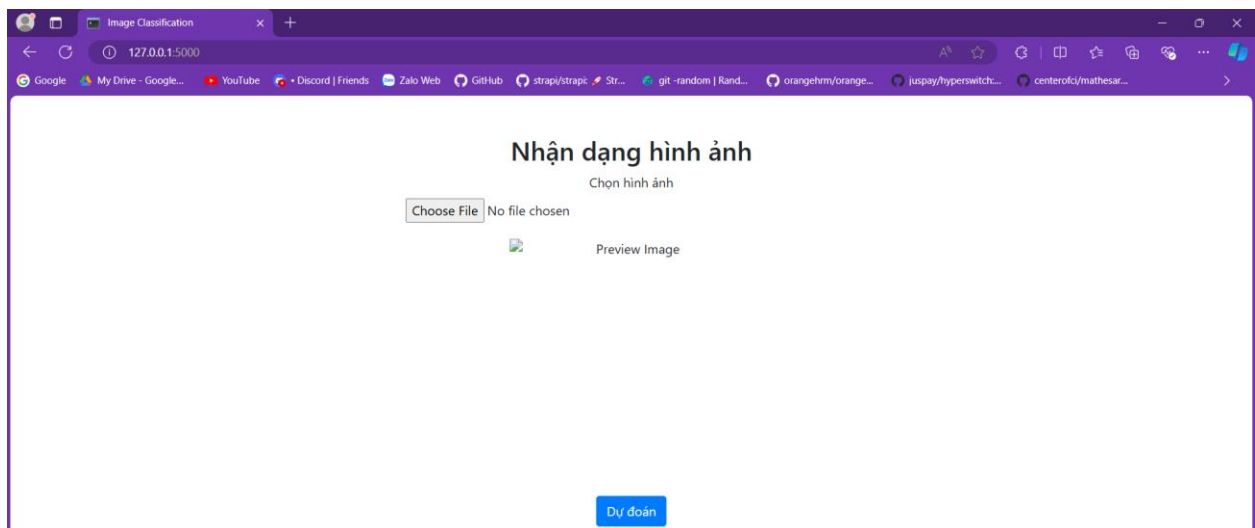 Image Classification
127.0.0.1:5000
Google My Drive - Google... YouTube • Discord | Friends Zalo Web GitHub strapi/strapi: 🚀 Str... git -random | Rand... orangehrm/orange... juspay/hyperswitch:... centerofci/mathesar...
Nhận dạng hình ảnh
Chọn hình ảnh
Choose File No file chosen
Preview Image
Dự đoán